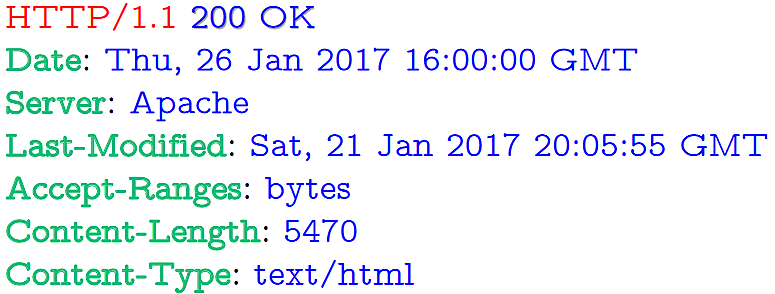 HTTP/1.1 200 OK
Date: Thu, 26 Jan 2017 16:00:00 GMT
Server: Apache
Last-Modified: Sat, 21 Jan 2017 20:05:55 GMT
Accept-Ranges: bytes
Content-Length: 5470
Content-Type: text/html